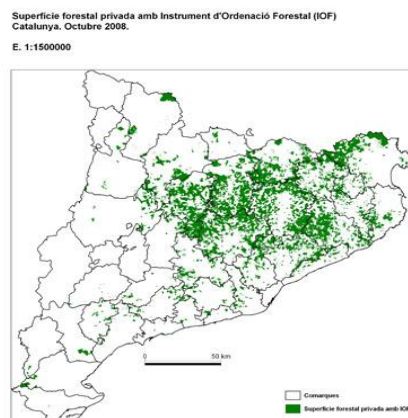 Superfície forestal privada amb Instrument d'Ordenació Forestal (IOF)
Catalunya. Octubre 2008.
E. 1:1500000
0 50 km
Comarques
Superfície forestal privada amb IOF